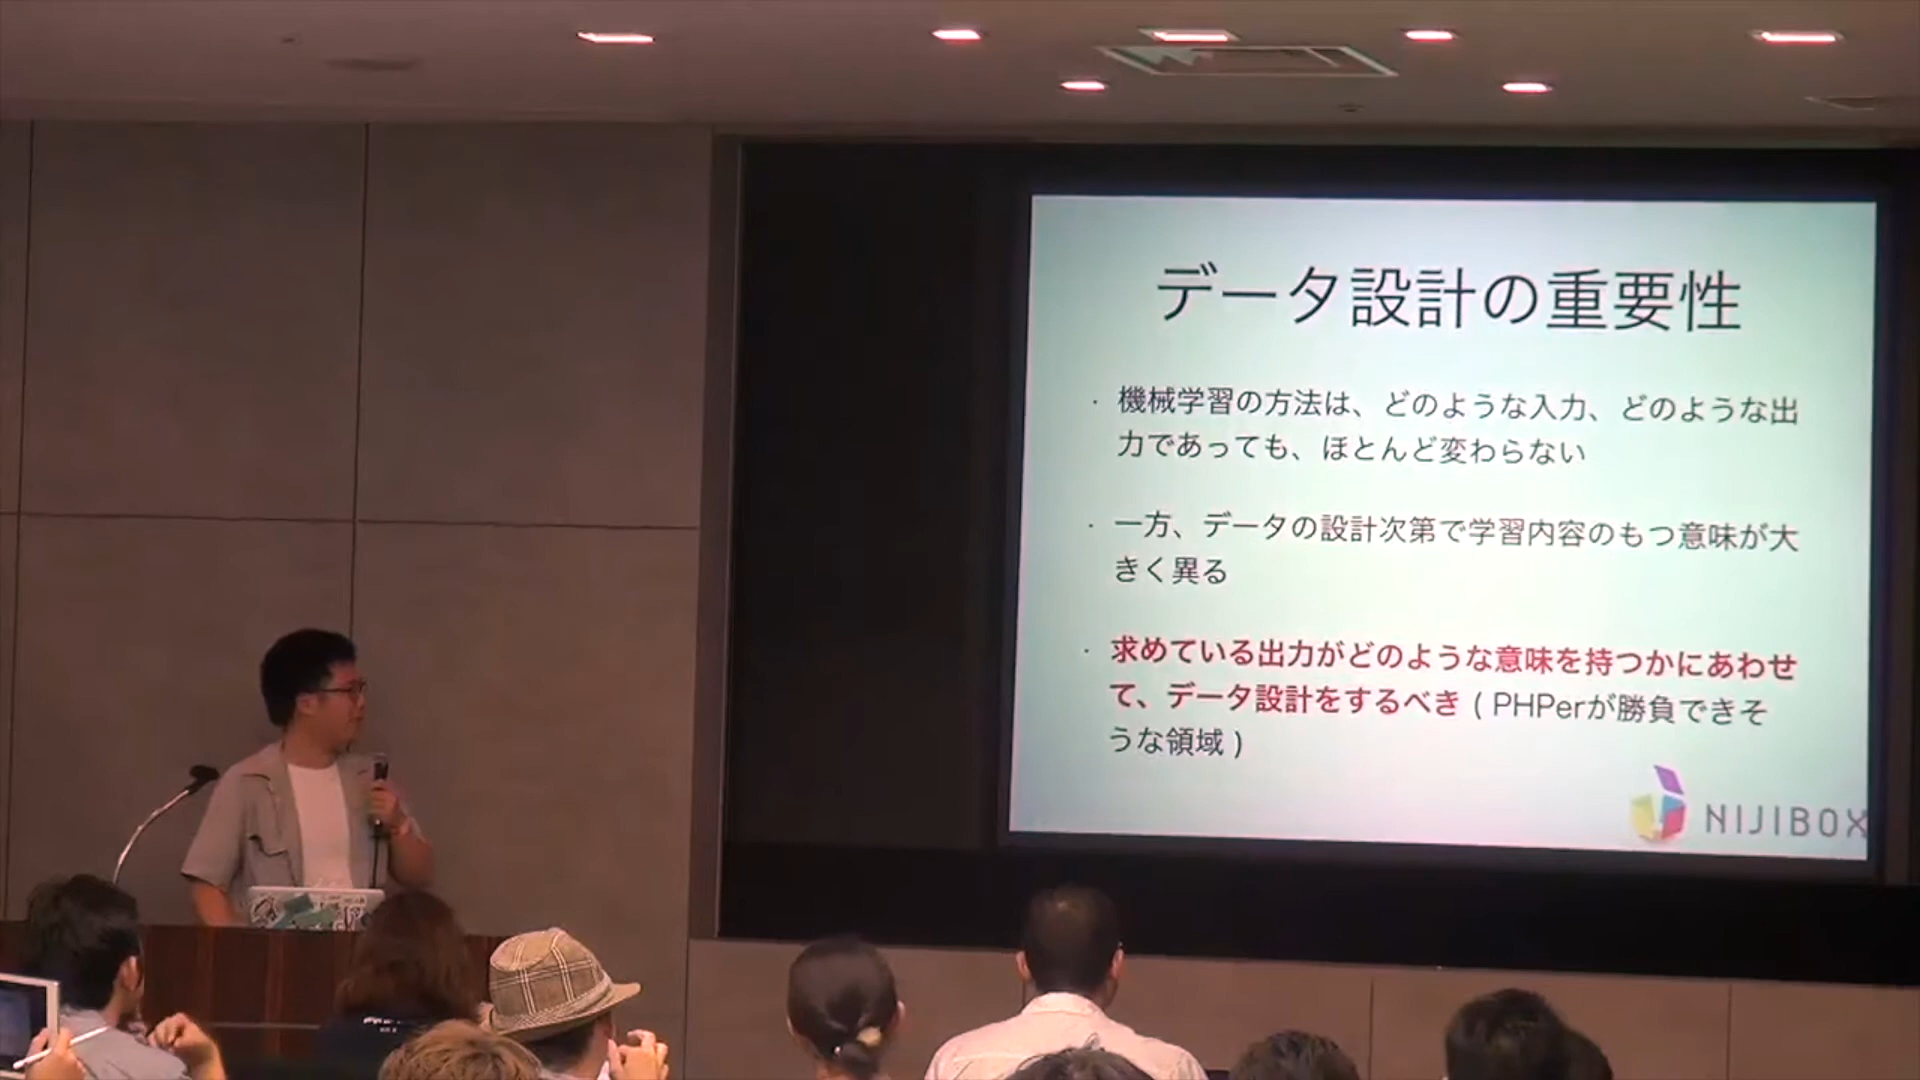 データ設計の重要性
・機械学習の方法は、どのような入力、どのような出
力であっても、ほとんど変わらない
・一方、データの設計次第で学習内容のもつ意味が大
きく異る
・求めている出力がどのような意味を持つかにあわせ
て、データ設計をするべき ( PHPerが勝負できそ
うな領域 )
NIJIBOX